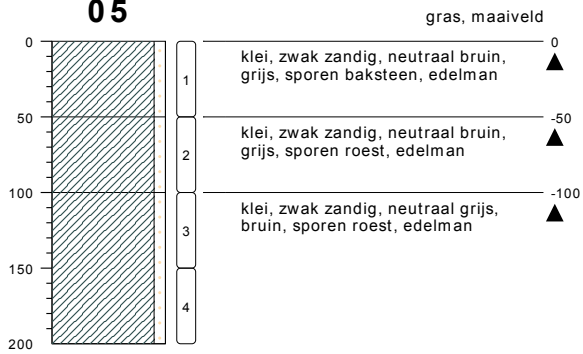 05
gras, maaiveld
0
0
klei, zwak zandig, neutraal bruin,
grijs, sporen baksteen, edelman
1
50
-50
klei, zwak zandig, neutraal bruin,
grijs, sporen roest, edelman
2
100
-100
klei, zwak zandig, neutraal grijs,
bruin, sporen roest, edelman
3
150
4
200